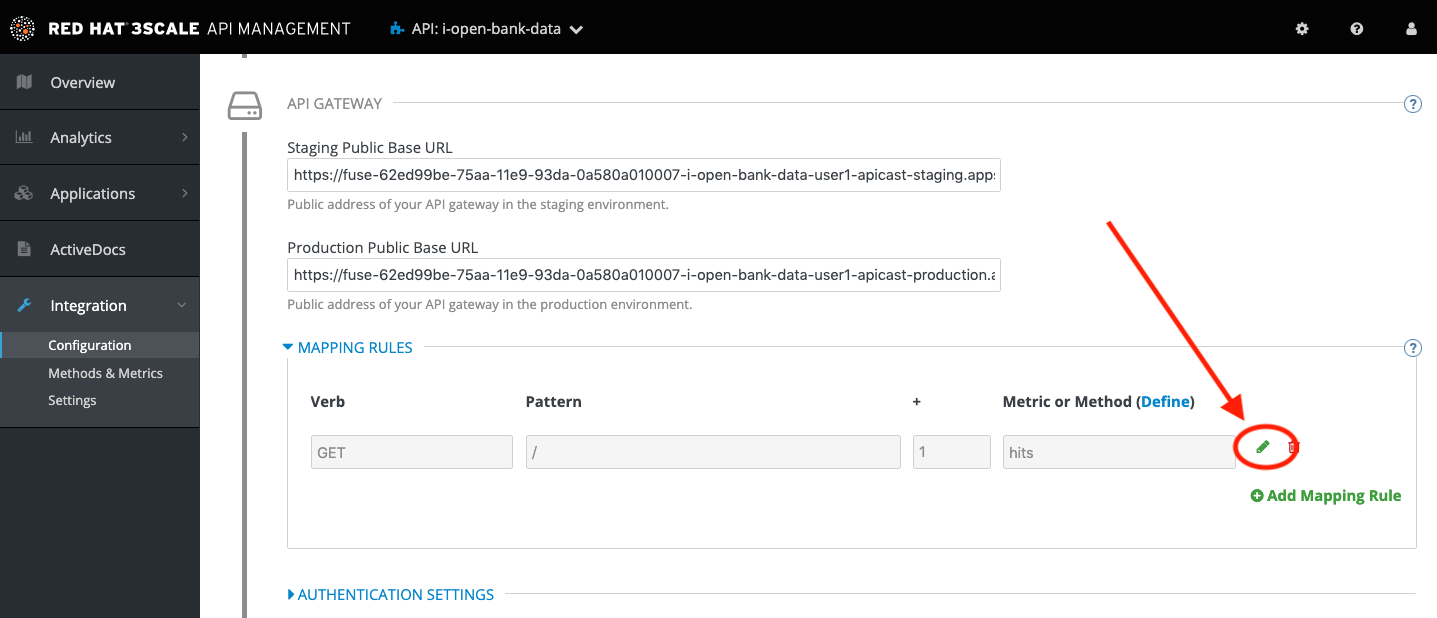 RED HAT 3SCALE API MANAGEMENT
API: i-open-bank-data
Overview
Analytics
Applications
ActiveDocs
Integration
Configuration
Methods & Metrics
Settings
API GATEWAY
Staging Public Base URL
https://fuse-62ed99be-75aa-11e9-93da-0a580a010007-i-open-bank-data-user1-apicast-staging.apps
Public address of your API gateway in the staging environment.
Production Public Base URL
https://fuse-62ed99be-75aa-11e9-93da-0a580a010007-i-open-bank-data-user1-apicast-production.a
Public address of your API gateway in the production environment.
MAPPING RULES
Verb Pattern + Metric or Method (Define)
GET / 1 hits
Add Mapping Rule
AUTHENTICATION SETTINGS